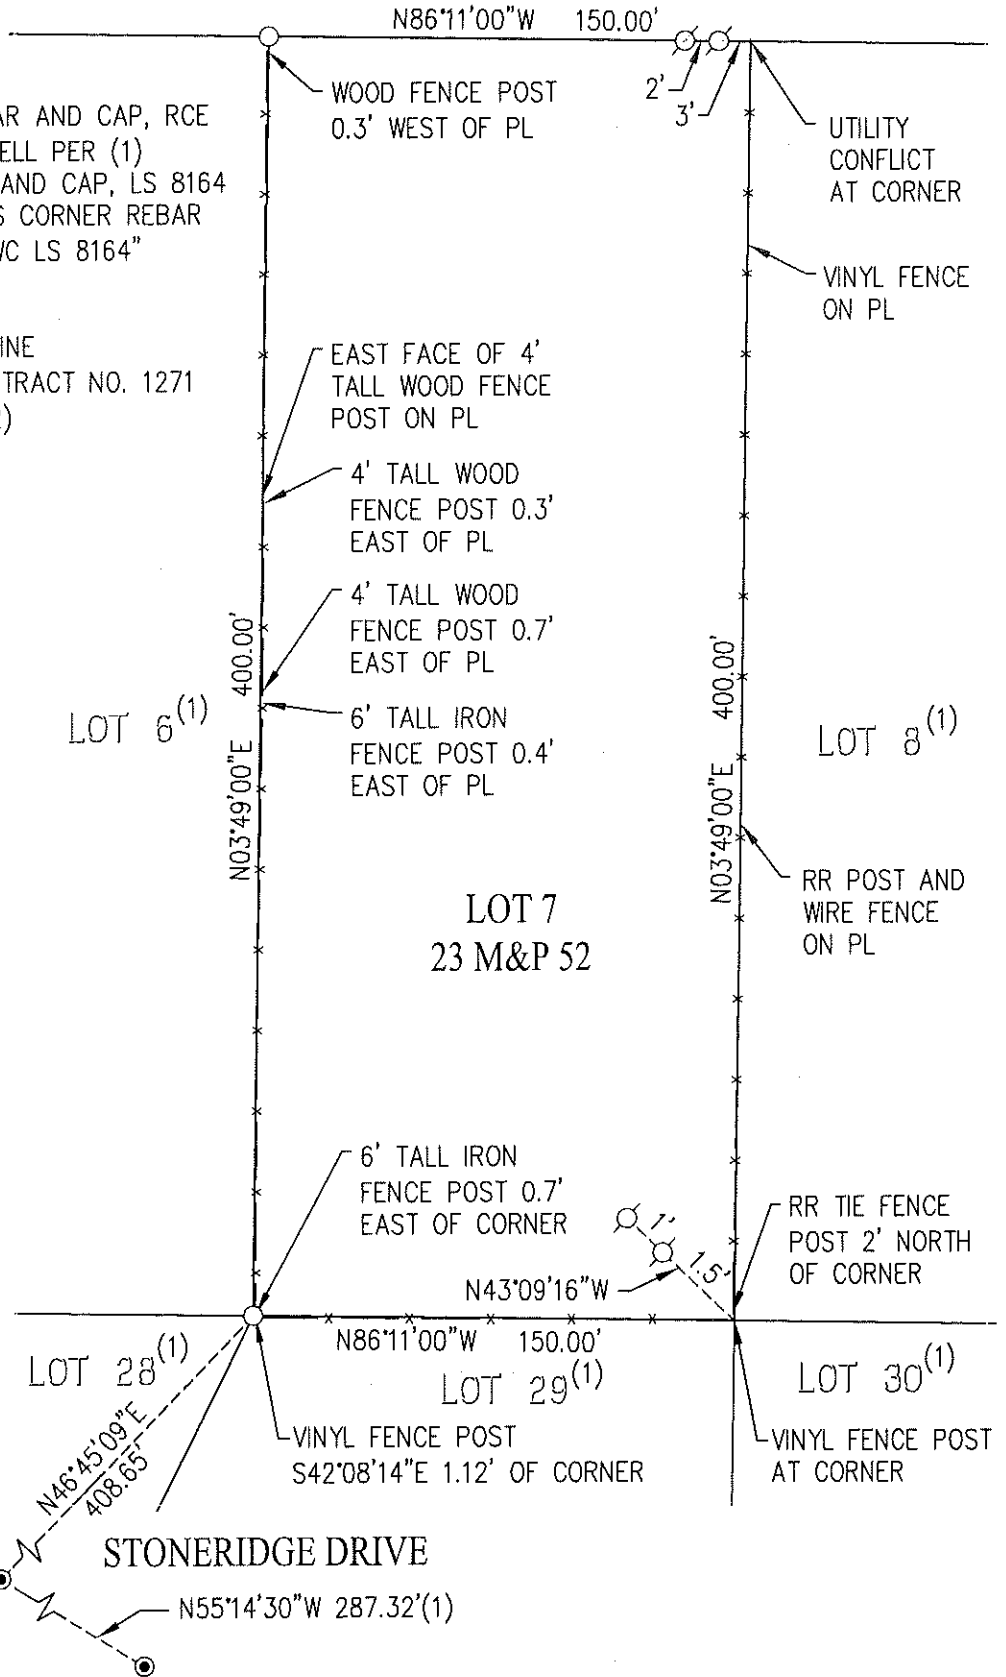 N86°11'00"W 150.00'
2'
3'
WOOD FENCE POST
0.3' WEST OF PL
UTILITY
CONFLICT
AT CORNER
AR AND CAP, RCE
ELL PER (1)
AND CAP, LS 8164
S CORNER REBAR
WC LS 8164"
VINYL FENCE
ON PL
INE
TRACT NO. 1271
2)
EAST FACE OF 4'
TALL WOOD FENCE
POST ON PL
4' TALL WOOD
FENCE POST 0.3'
EAST OF PL
4' TALL WOOD
FENCE POST 0.7'
EAST OF PL
6' TALL IRON
FENCE POST 0.4'
EAST OF PL
N03°49'00"E 400.00'
N03°49'00"E 400.00'
LOT 6(1)
LOT 8(1)
RR POST AND
WIRE FENCE
ON PL
LOT 7
23 M&P 52
6' TALL IRON
FENCE POST 0.7'
EAST OF CORNER
RR TIE FENCE
POST 2' NORTH
OF CORNER
1'
1.5'
N43°09'16"W
N86°11'00"W 150.00'
LOT 28(1)
LOT 29(1)
LOT 30(1)
VINYL FENCE POST
S42°08'14"E 1.12' OF CORNER
VINYL FENCE POST
AT CORNER
N46°45'09"E
408.65'
STONERIDGE DRIVE
N55°14'30"W 287.32'(1)